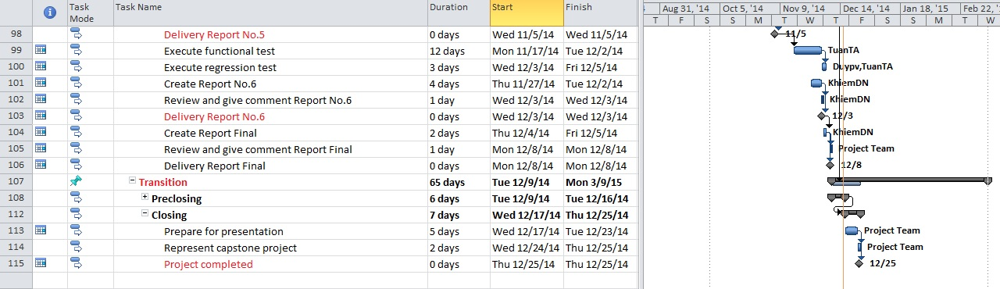 Task Mode Task Name Duration Start Finish
Aug 31, '14 Oct 5, '14 Nov 9, '14 Dec 14, '14 Jan 18, '15 Feb 22, '
T F S S M T W T F S S M T W
98 Delivery Report No.5 0 days Wed 11/5/14 Wed 11/5/14 11/5
99 Execute functional test 12 days Mon 11/17/14 Tue 12/2/14 TuanTA
100 Execute regression test 3 days Wed 12/3/14 Fri 12/5/14 Duypv,TuanTA
101 Create Report No.6 4 days Thu 11/27/14 Tue 12/2/14 KhiemDN
102 Review and give comment Report No.6 1 day Wed 12/3/14 Wed 12/3/14 KhiemDN
103 Delivery Report No.6 0 days Wed 12/3/14 Wed 12/3/14 12/3
104 Create Report Final 2 days Thu 12/4/14 Fri 12/5/14 KhiemDN
105 Review and give comment Report Final 1 day Mon 12/8/14 Mon 12/8/14 Project Team
106 Delivery Report Final 0 days Mon 12/8/14 Mon 12/8/14 12/8
107 Transition 65 days Tue 12/9/14 Mon 3/9/15
108 Preclosing 6 days Tue 12/9/14 Tue 12/16/14
112 Closing 7 days Wed 12/17/14 Thu 12/25/14
113 Prepare for presentation 5 days Wed 12/17/14 Tue 12/23/14 Project Team
114 Represent capstone project 2 days Wed 12/24/14 Thu 12/25/14 Project Team
115 Project completed 0 days Thu 12/25/14 Thu 12/25/14 12/25